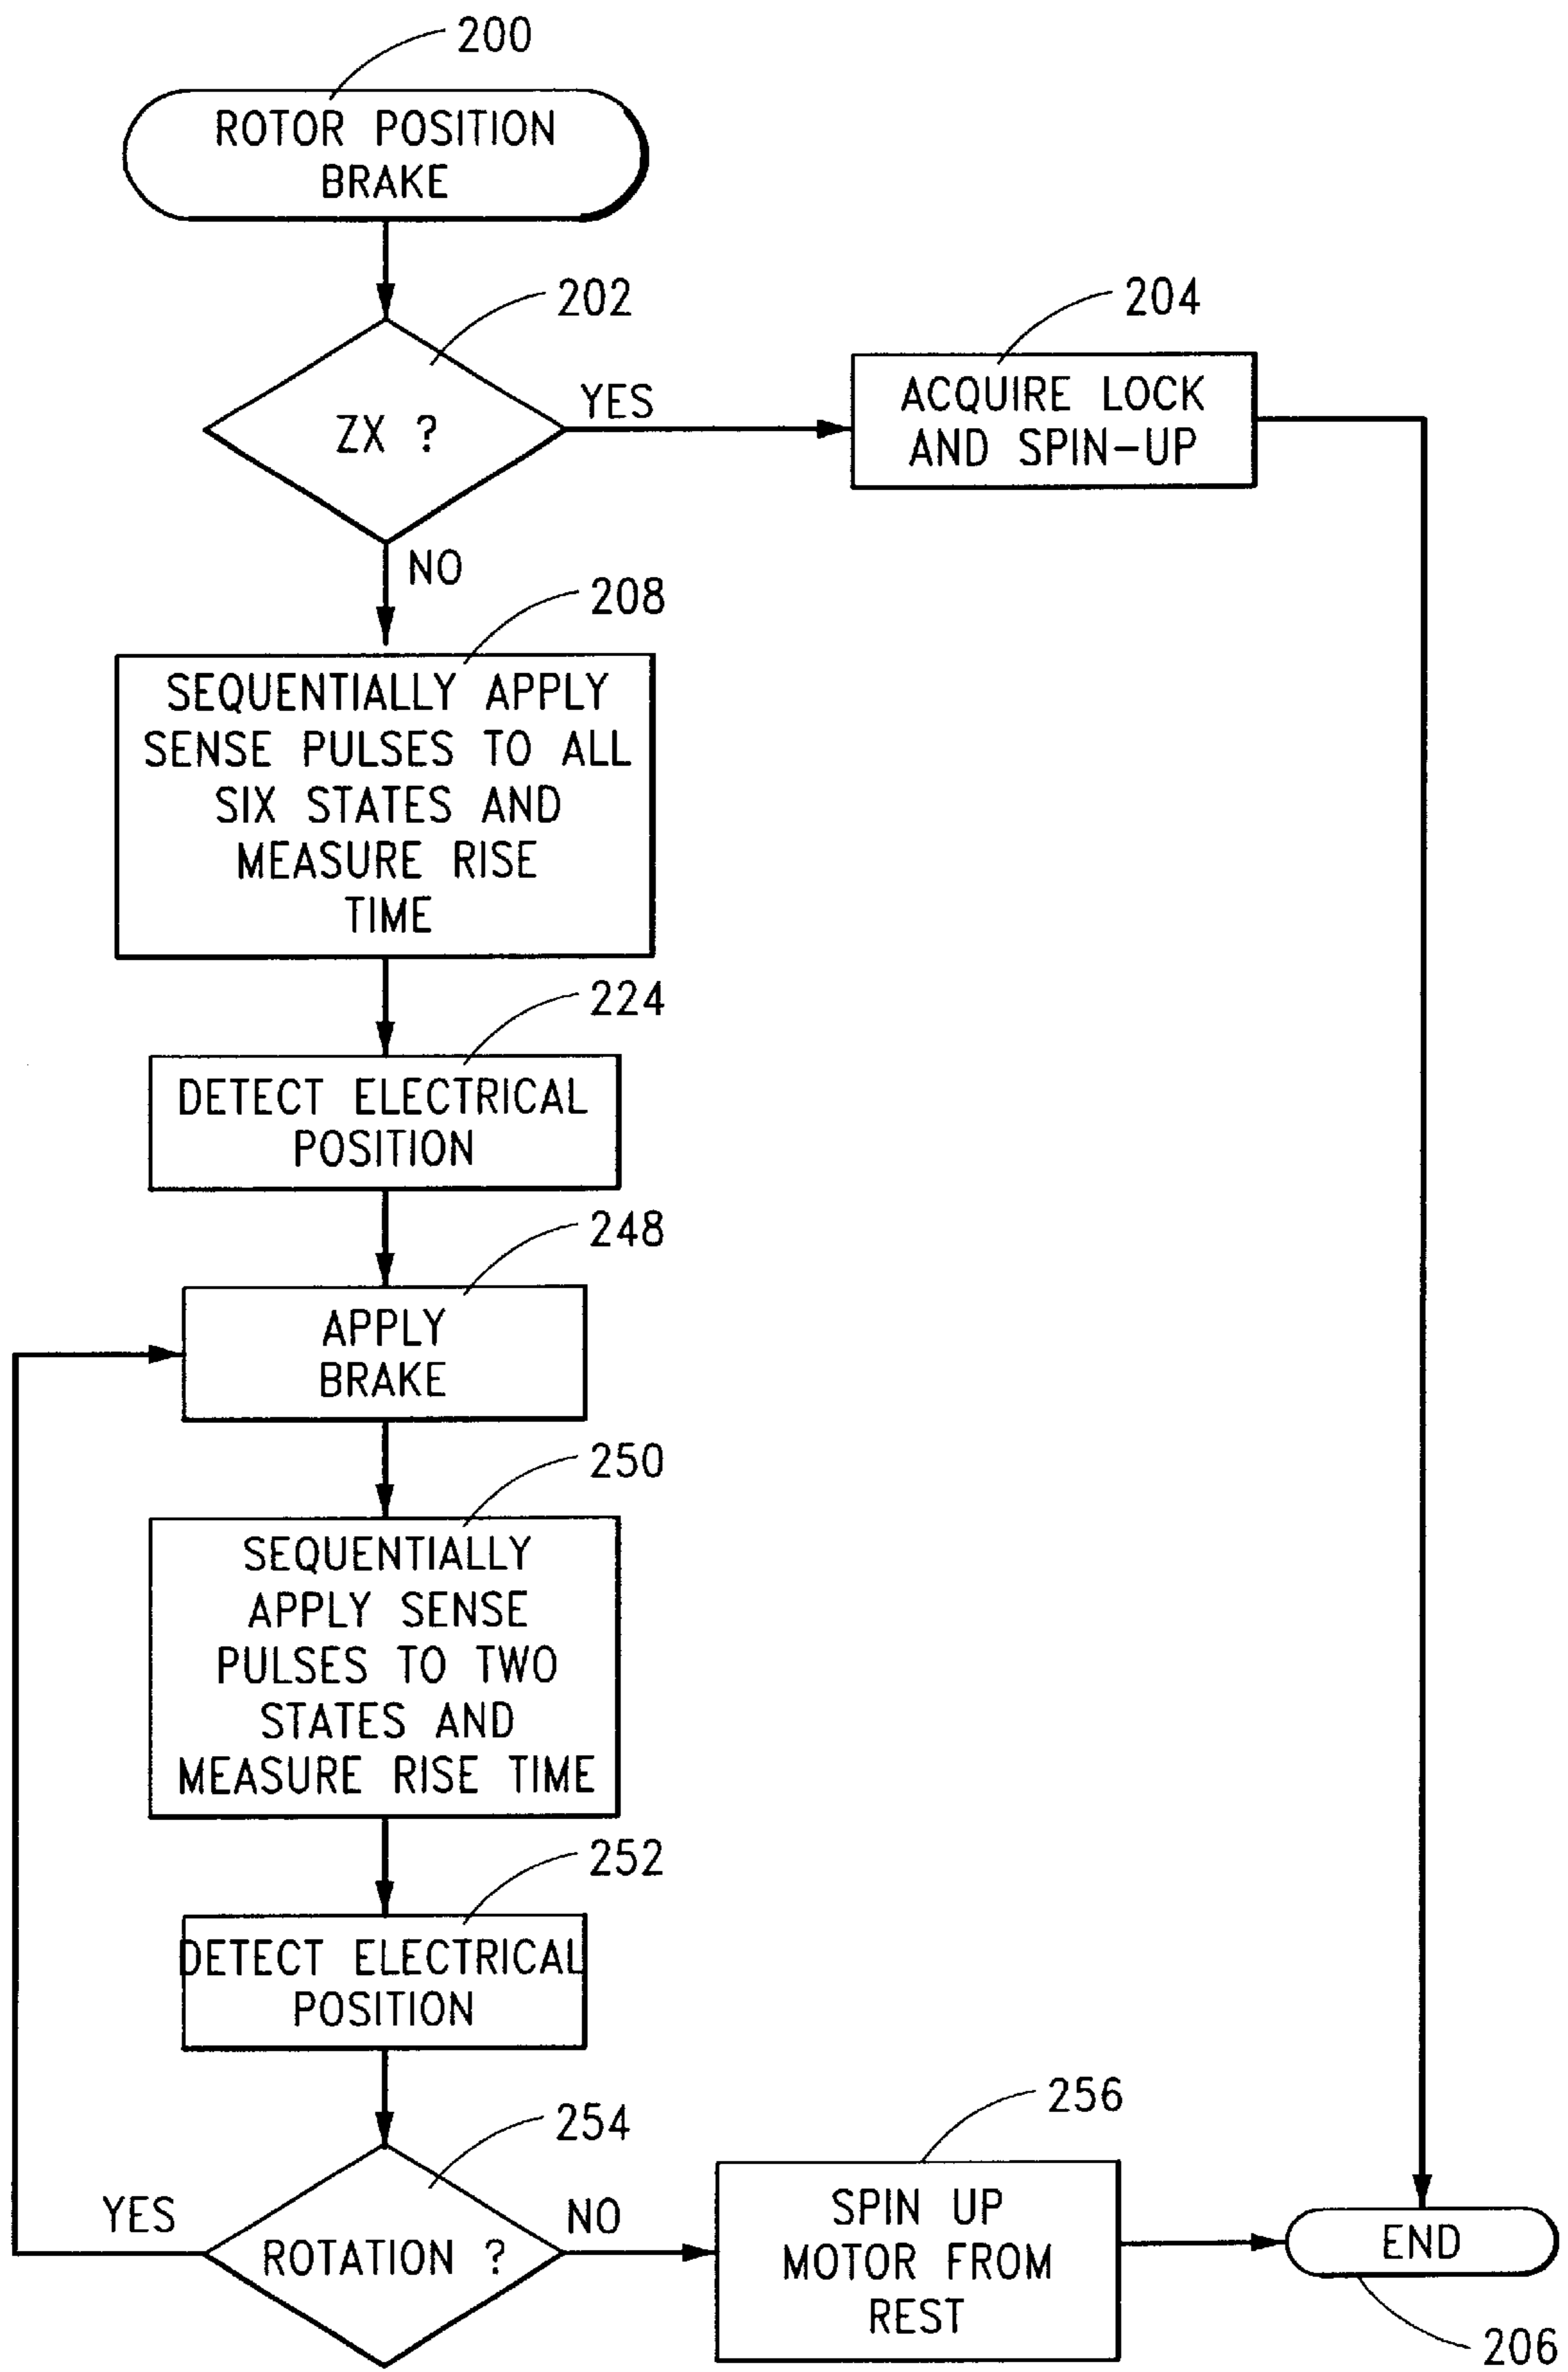 200
ROTOR POSITION
BRAKE
202
ZX ?
YES
204
ACQUIRE LOCK
AND SPIN-UP
NO
208
SEQUENTIALLY APPLY
SENSE PULSES TO ALL
SIX STATES AND
MEASURE RISE
TIME
224
DETECT ELECTRICAL
POSITION
248
APPLY
BRAKE
250
SEQUENTIALLY
APPLY SENSE
PULSES TO TWO
STATES AND
MEASURE RISE TIME
252
DETECT ELECTRICAL
POSITION
254
ROTATION ?
YES
NO
256
SPIN UP
MOTOR FROM
REST
END
206